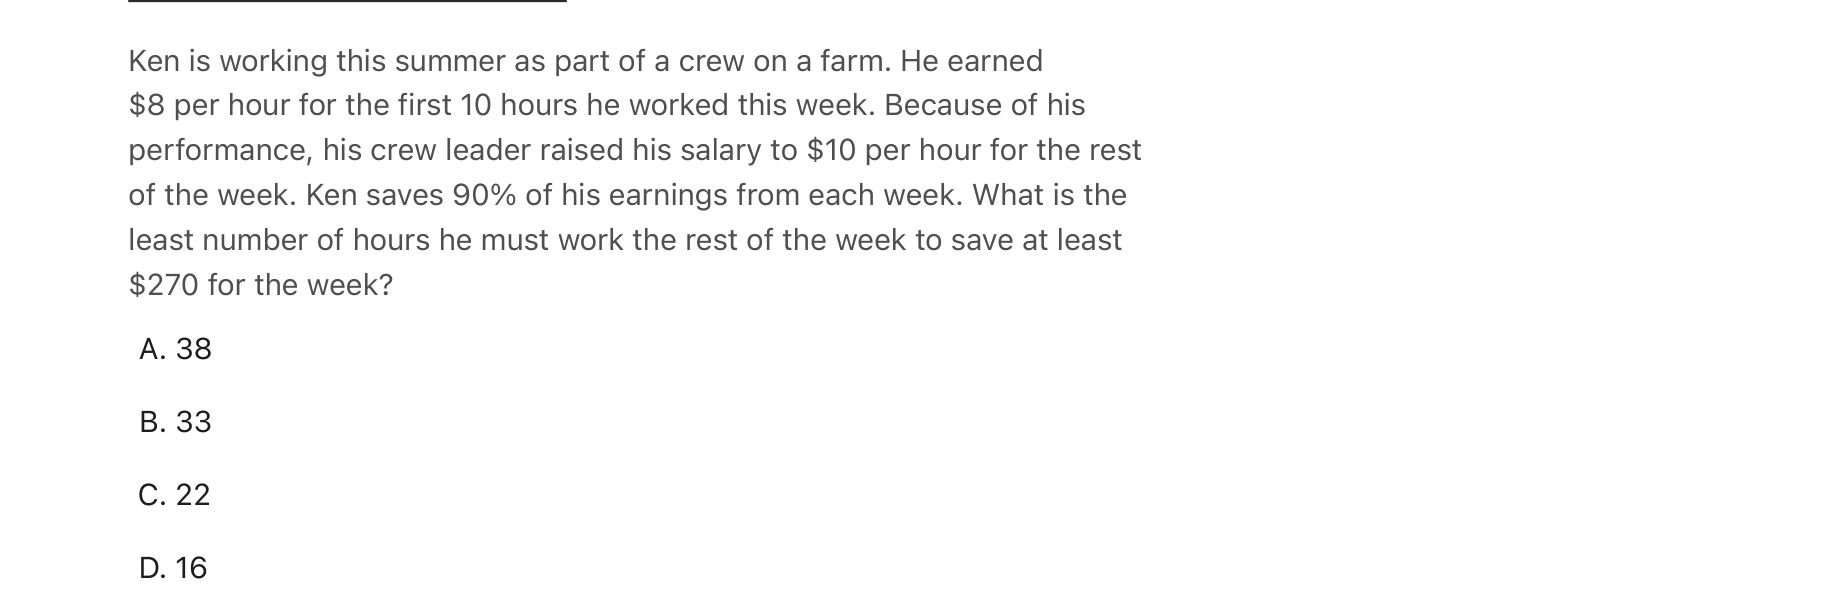 Ken is working this summer as part of a crew on a farm. He earned
$8 per hour for the first 10 hours he worked this week. Because of his
performance, his crew leader raised his salary to $10 per hour for the rest
of the week. Ken saves 90% of his earnings from each week. What is the
least number of hours he must work the rest of the week to save at least
$270 for the week?
A. 38
B. 33
C. 22
D. 16